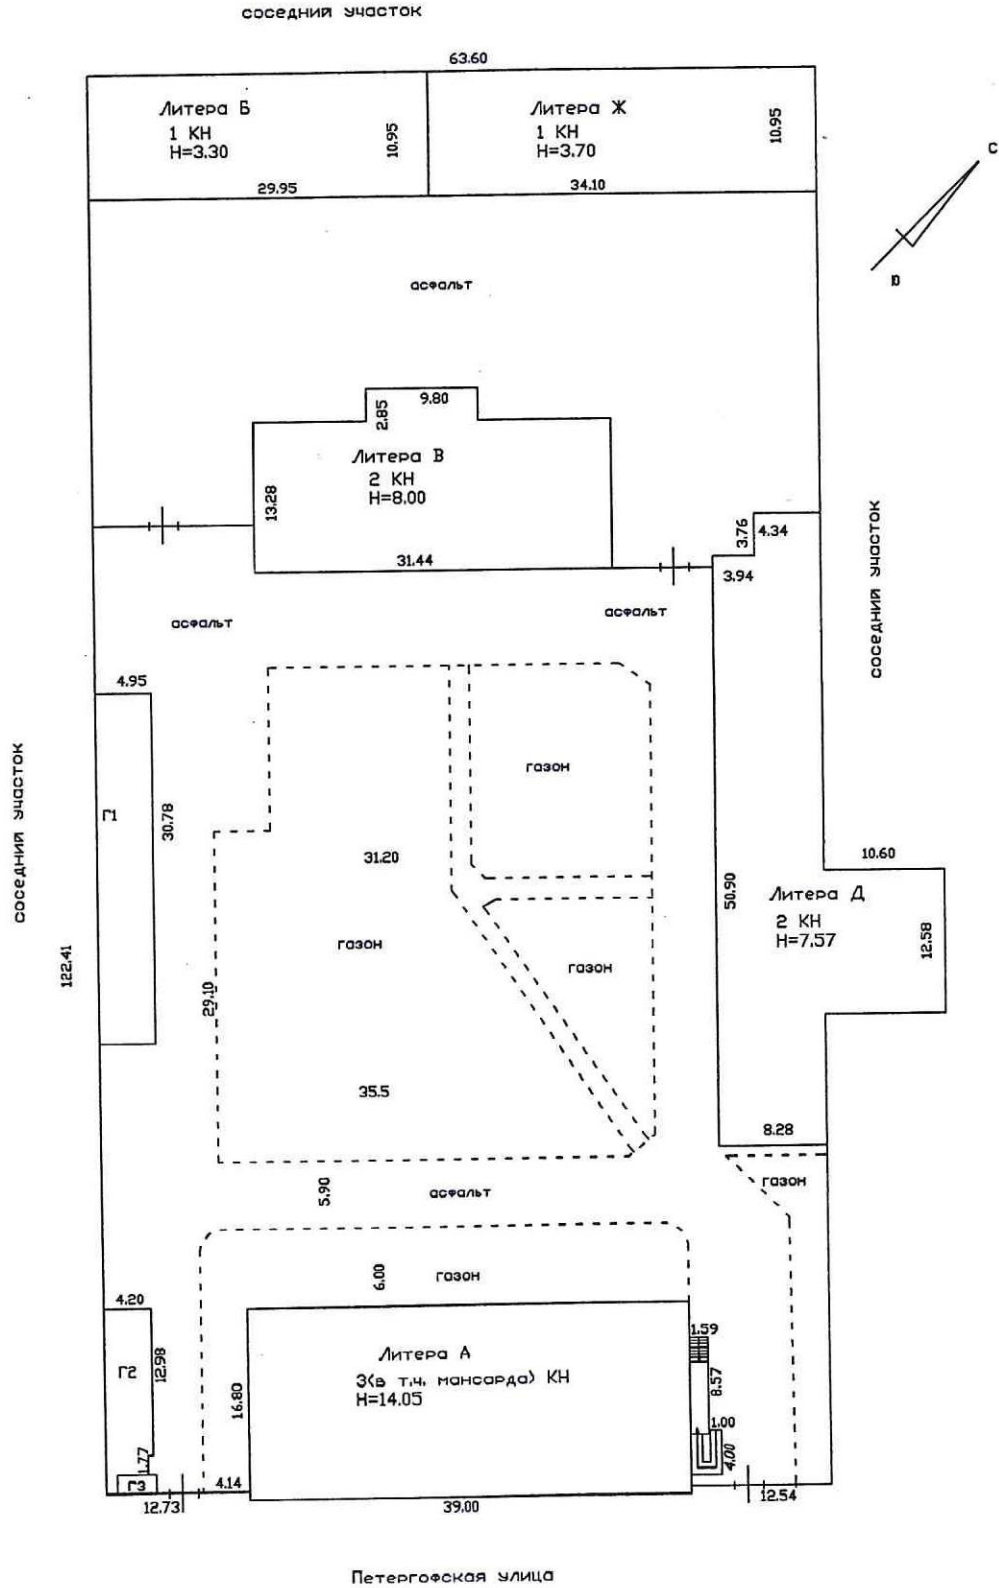 соседний участок
63.60
Литера Б
1 КН
Н=3.30
10.95
29.95
Литера Ж
1 КН
Н=3.70
10.95
34.10
С
Ю
асфальт
9.80
2.85
Литера В
2 КН
Н=8.00
13.28
31.44
3.76
4.34
3.94
соседний участок
асфальт
асфальт
4.95
Г1
30.78
соседний участок
122.41
газон
31.20
газон
29.10
газон
35.5
50.90
10.60
Литера Д
2 КН
Н=7.57
12.58
8.28
газон
5.90
асфальт
6.00
газон
4.20
Г2
12.98
1.77
Г3
12.73
4.14
16.80
Литера А
3(в т.ч. мансарда) КН
Н=14.05
39.00
1.59
8.57
1.00
4.00
12.54
Петергофская улица